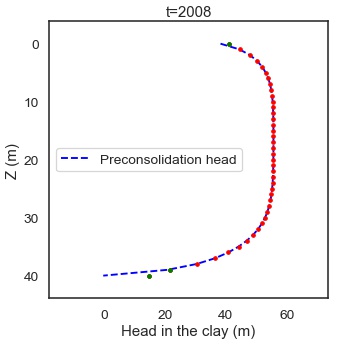 t=2008
0
10
20
30
40
Z (m)
Preconsolidation head
0 20 40 60
Head in the clay (m)